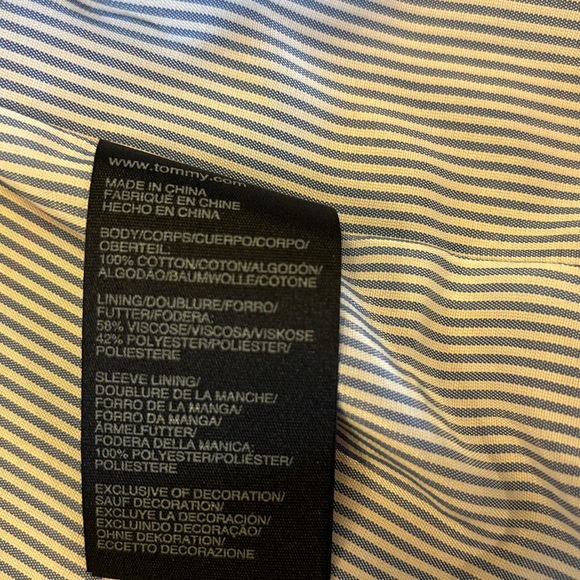 www.tommy.com
MADE IN CHINA
FABRIQUÉ EN CHINE
HECHO EN CHINA
BODY/CORPS/CUERPO/CORPO/
OBERTEIL:
100% COTTON/COTON/ALGODÓN/
ALGODÃO/BAUMWOLLE/COTONE
LINING/DOUBLURE/FORRO/
FUTTER/FODERA:
58% VISCOSE/VISCOSA/VISKOSE
42% POLYESTER/POLIÉSTER/
POLIESTERE
SLEEVE LINING/
DOUBLURE DE LA MANCHE/
FORRO DE LA MANGA/
FORRO DA MANGA/
ÄRMELFUTTER/
FODERA DELLA MANICA:
100% POLYESTER/POLIÉSTER/
POLIESTERE
EXCLUSIVE OF DECORATION/
SAUF DÉCORATION/
EXCLUYE LA DECORACIÓN/
EXCLUINDO DECORAÇÃO/
OHNE DEKORATION/
ECCETTO DECORAZIONE